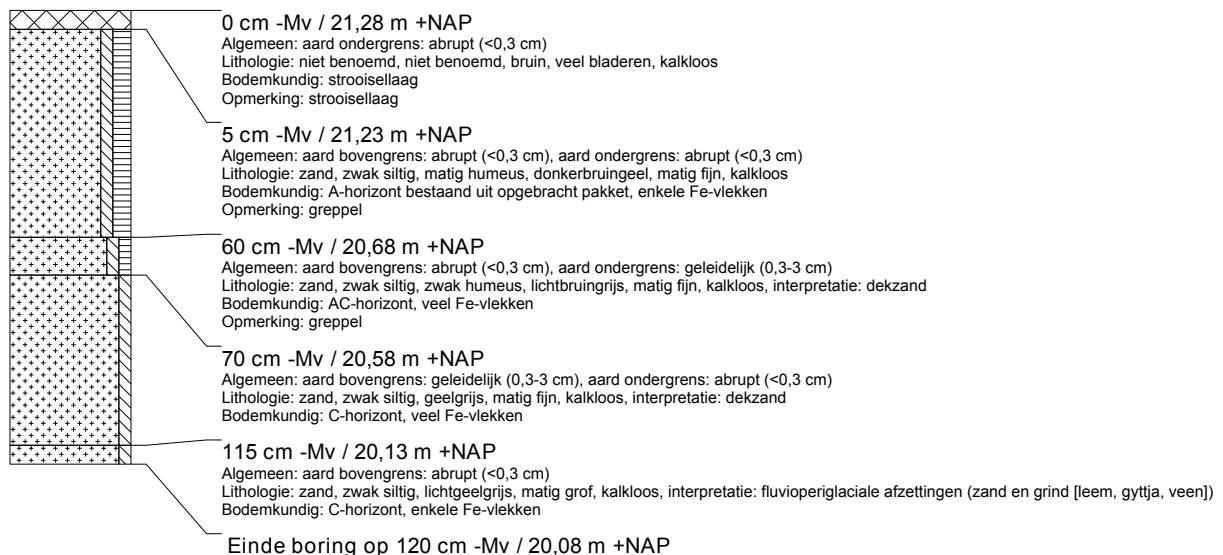 0 cm -Mv / 21,28 m +NAP
Algemeen: aard ondergrens: abrupt (<0,3 cm)
Lithologie: niet benoemd, niet benoemd, bruin, veel bladeren, kalkloos
Bodemkundig: strooisellaag
Opmerking: strooisellaag
5 cm -Mv / 21,23 m +NAP
Algemeen: aard bovengrens: abrupt (<0,3 cm), aard ondergrens: abrupt (<0,3 cm)
Lithologie: zand, zwak siltig, matig humeus, donkerbruingeel, matig fijn, kalkloos
Bodemkundig: A-horizont bestaand uit opgebracht pakket, enkele Fe-vlekken
Opmerking: greppel
60 cm -Mv / 20,68 m +NAP
Algemeen: aard bovengrens: abrupt (<0,3 cm), aard ondergrens: geleidelijk (0,3-3 cm)
Lithologie: zand, zwak siltig, zwak humeus, lichtbruingrijs, matig fijn, kalkloos, interpretatie: dekzand
Bodemkundig: AC-horizont, veel Fe-vlekken
Opmerking: greppel
70 cm -Mv / 20,58 m +NAP
Algemeen: aard bovengrens: geleidelijk (0,3-3 cm), aard ondergrens: abrupt (<0,3 cm)
Lithologie: zand, zwak siltig, geelgrijs, matig fijn, kalkloos, interpretatie: dekzand
Bodemkundig: C-horizont, veel Fe-vlekken
115 cm -Mv / 20,13 m +NAP
Algemeen: aard bovengrens: abrupt (<0,3 cm)
Lithologie: zand, zwak siltig, lichtgeelgrijs, matig grof, kalkloos, interpretatie: fluvioperiglaciale afzettingen (zand en grind [leem, gyttja, veen])
Bodemkundig: C-horizont, enkele Fe-vlekken
Einde boring op 120 cm -Mv / 20,08 m +NAP